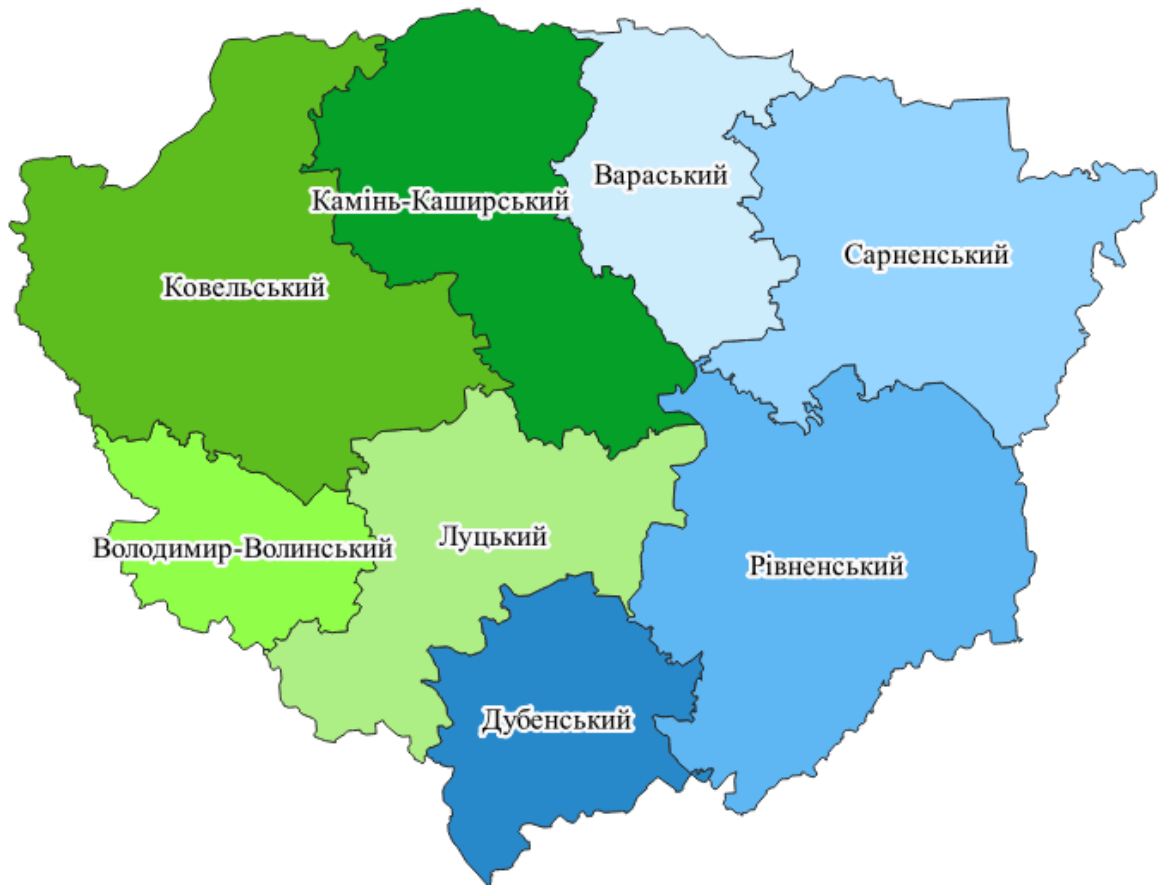 Вараський
Камінь-Каширський
Сарненський
Ковельський
Луцький
Володимир-Волинський
Рівненський
Дубенський